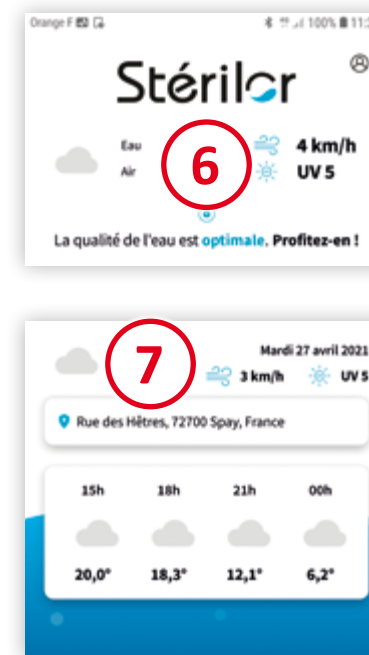 Orange F 100% 11:
Stérilor
Eau 4 km/h
6
Air UV 5
La qualité de l'eau est optimale. Profitez-en !
7
Mardi 27 avril 2021
3 km/h UV 5
Rue des Hêtres, 72700 Spay, France
15h 18h 21h 00h
20,0° 18,3° 12,1° 6,2°